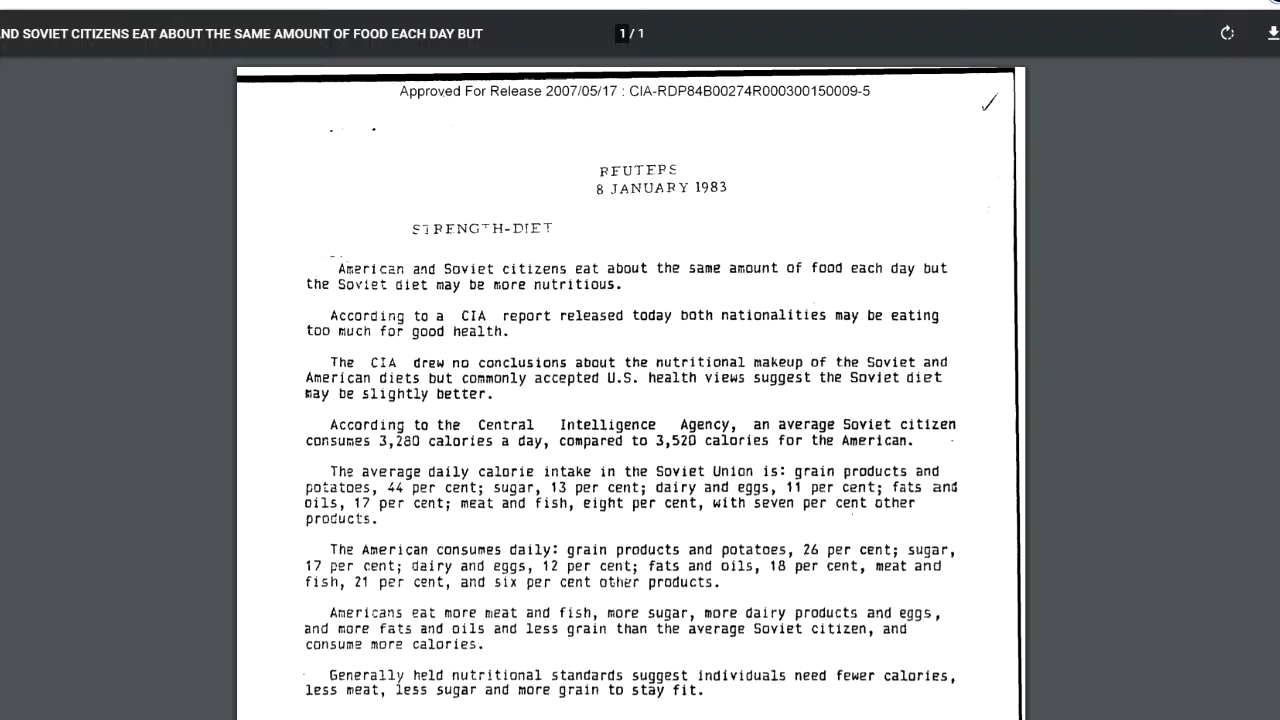 ND SOVIET CITIZENS EAT ABOUT THE SAME AMOUNT OF FOOD EACH DAY BUT
1 / 1
Approved For Release 2007/05/17 : CIA-RDP84B00274R000300150009-5
REUTERS
8 JANUARY 1983
STRENGTH-DIET
American and Soviet citizens eat about the same amount of food each day but
the Soviet diet may be more nutritious.
According to a CIA report released today both nationalities may be eating
too much for good health.
The CIA drew no conclusions about the nutritional makeup of the Soviet and
American diets but commonly accepted U.S. health views suggest the Soviet diet
may be slightly better.
According to the Central Intelligence Agency, an average Soviet citizen
consumes 3,280 calories a day, compared to 3,520 calories for the American.
The average daily calorie intake in the Soviet Union is: grain products and
potatoes, 44 per cent; sugar, 13 per cent; dairy and eggs, 11 per cent; fats and
oils, 17 per cent; meat and fish, eight per cent, with seven per cent other
products.
The American consumes daily: grain products and potatoes, 26 per cent; sugar,
17 per cent; dairy and eggs, 12 per cent; fats and oils, 18 per cent, meat and
fish, 21 per cent, and six per cent other products.
Americans eat more meat and fish, more sugar, more dairy products and eggs,
and more fats and oils and less grain than the average Soviet citizen, and
consume more calories.
Generally held nutritional standards suggest individuals need fewer calories,
less meat, less sugar and more grain to stay fit.